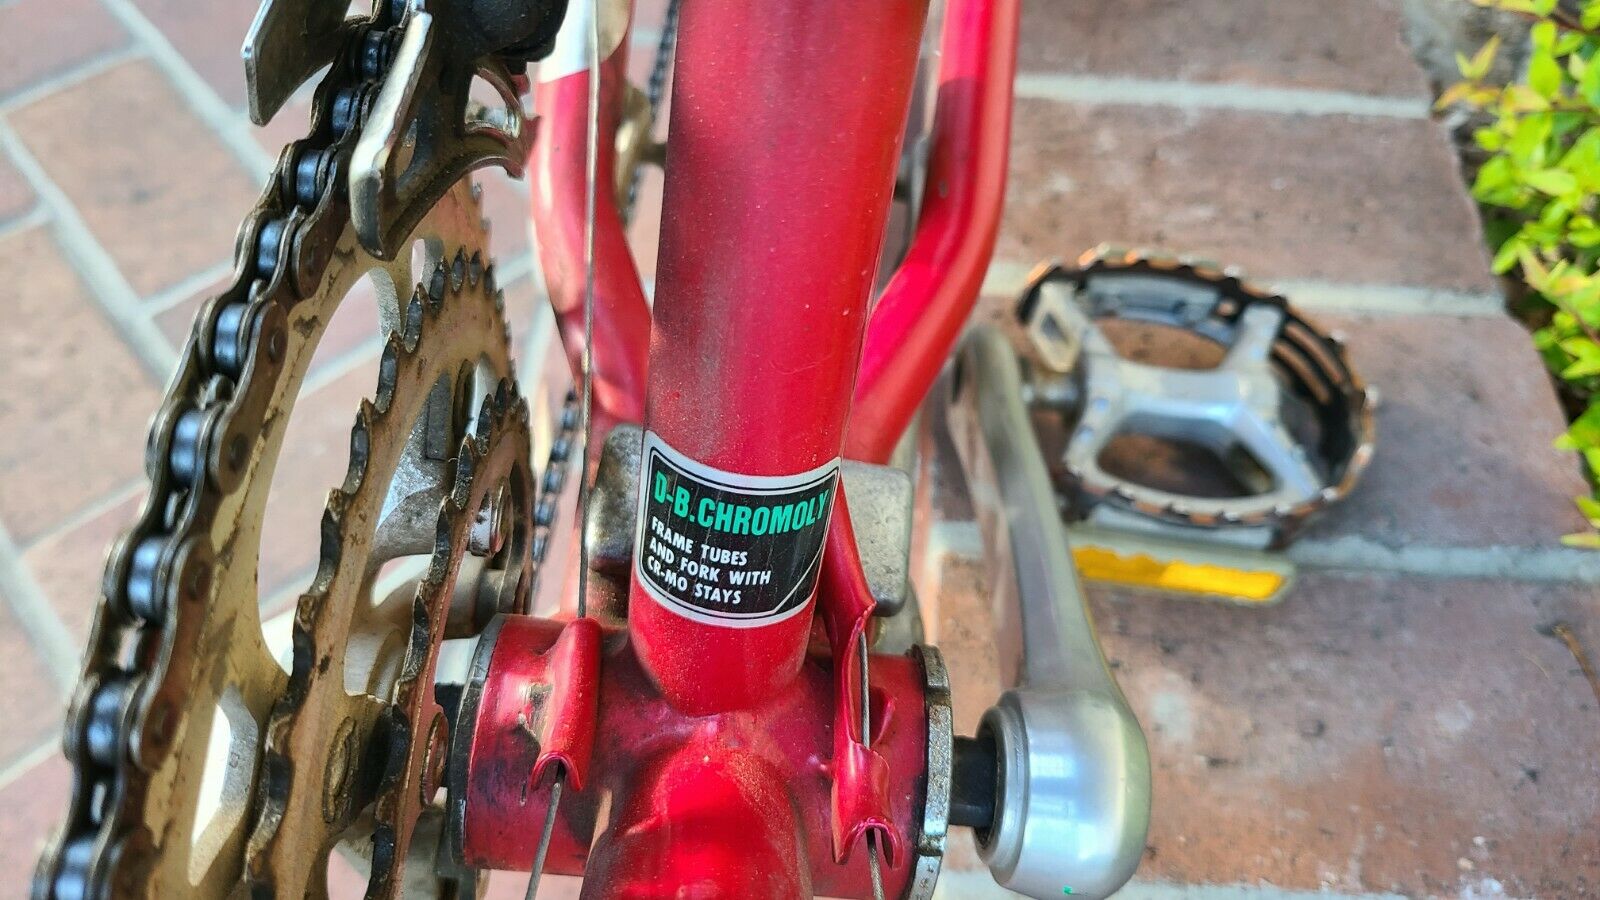 D-B.CHROMOLY
FRAME TUBES
AND FORK WITH
CR-MO STAYS